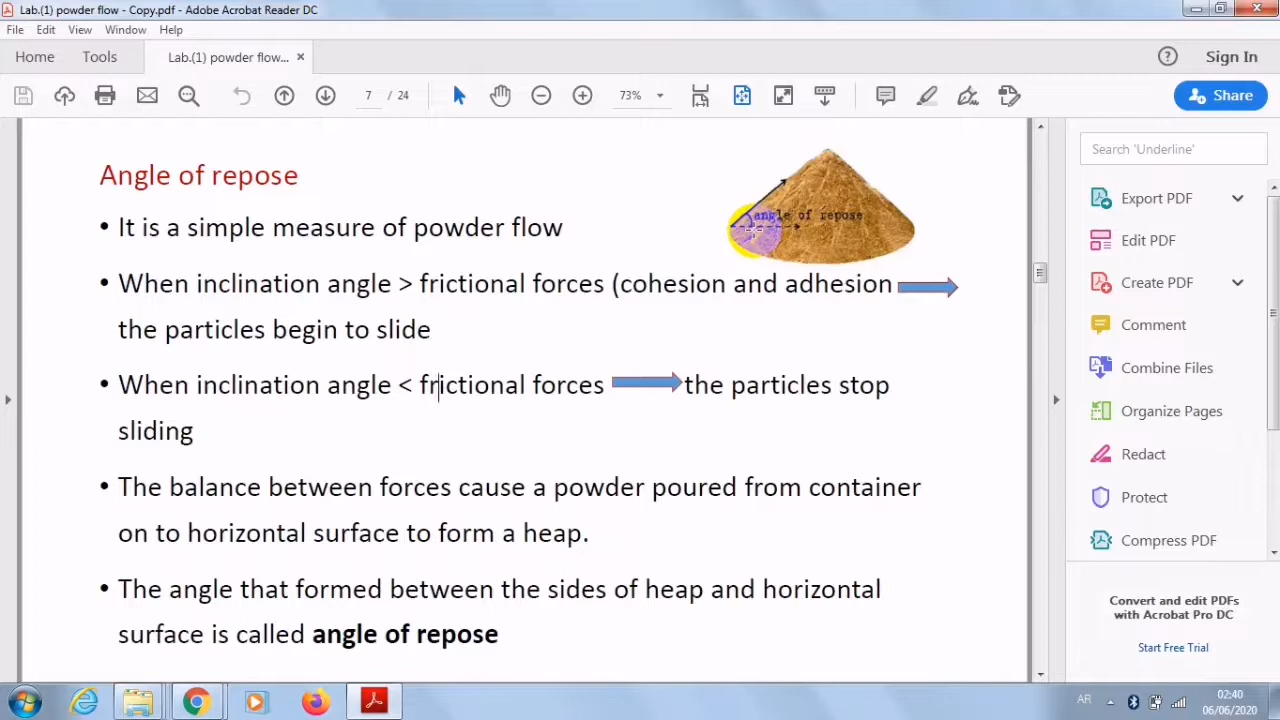 Lab.(1) powder flow - Copy.pdf - Adobe Acrobat Reader DC
File Edit View Window Help
Home Tools Lab.(1) powder flow... × ? Sign In
7 / 24 73% Share
Angle of repose
angle of repose
• It is a simple measure of powder flow
• When inclination angle > frictional forces (cohesion and adhesion
the particles begin to slide
• When inclination angle < frictional forces the particles stop
sliding
• The balance between forces cause a powder poured from container
on to horizontal surface to form a heap.
• The angle that formed between the sides of heap and horizontal
surface is called angle of repose
Search 'Underline'
Export PDF
Edit PDF
Create PDF
Comment
Combine Files
Organize Pages
Redact
Protect
Compress PDF
Convert and edit PDFs
with Acrobat Pro DC
Start Free Trial
AR 02:40
06/06/2020